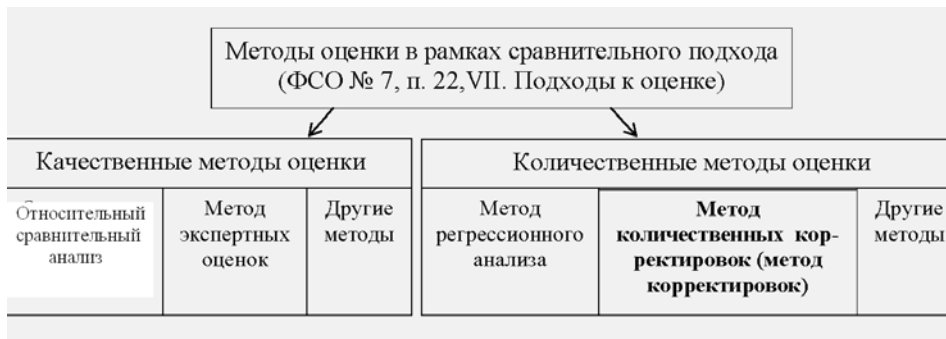 Методы оценки в рамках сравнительного подхода
(ФСО № 7, п. 22,VII. Подходы к оценке)
Качественные методы оценки
Количественные методы оценки
Относительный
сравнительный
анализ
Метод
экспертных
оценок
Другие
методы
Метод
регрессионного
анализа
Метод
количественных кор-
ректировок (метод
корректировок)
Другие
методы